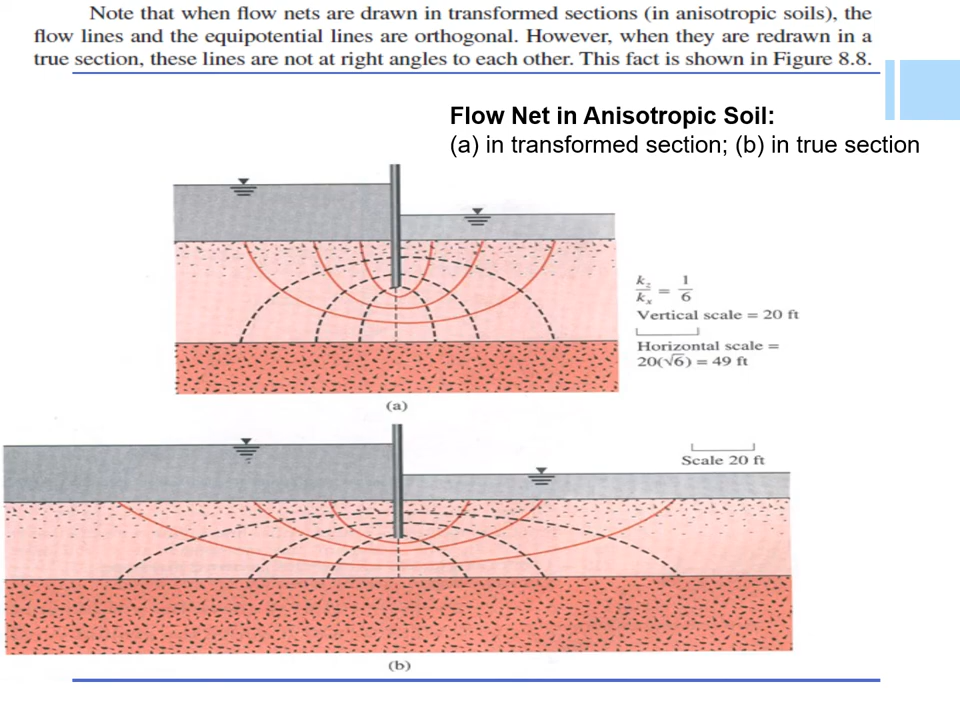 Note that when flow nets are drawn in transformed sections (in anisotropic soils), the
flow lines and the equipotential lines are orthogonal. However, when they are redrawn in a
true section, these lines are not at right angles to each other. This fact is shown in Figure 8.8.
Flow Net in Anisotropic Soil:
(a) in transformed section; (b) in true section
k_z/k_x = 1/6
Vertical scale = 20 ft
Horizontal scale =
20(√6) = 49 ft
(a)
Scale 20 ft
(b)